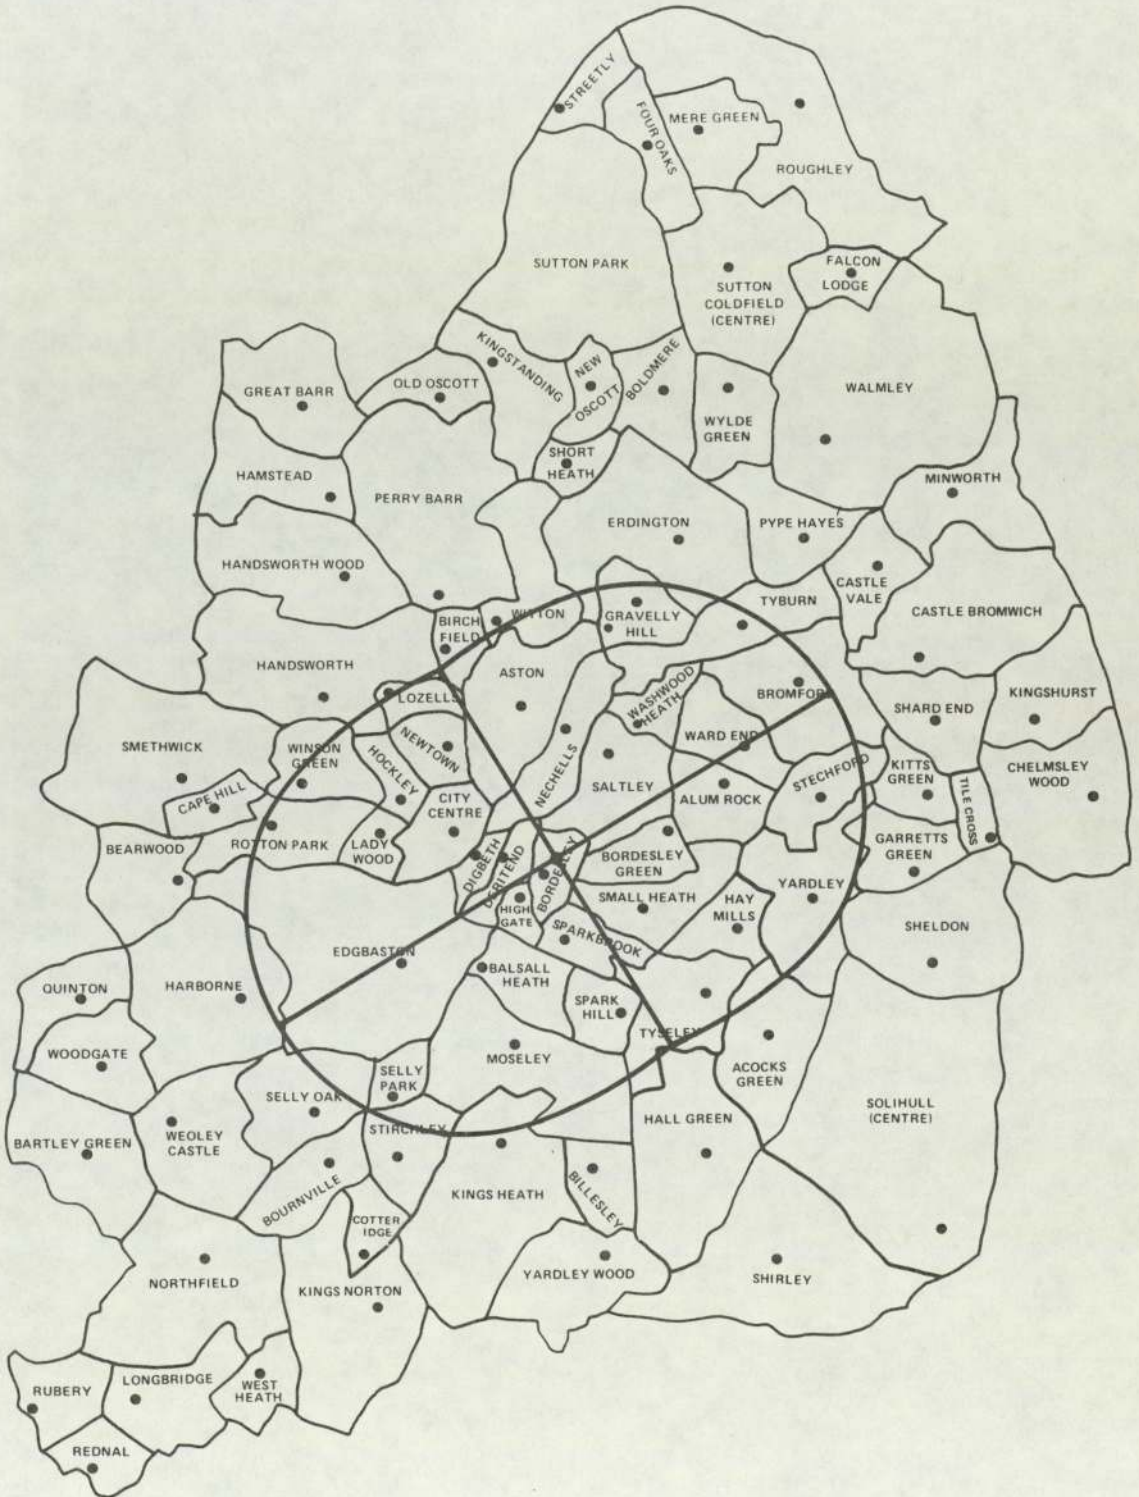 STREETLY
FOUR OAKS
MERE GREEN
ROUGHLEY
SUTTON PARK
SUTTON
COLDFIELD
(CENTRE)
FALCON
LODGE
KINGSTANDING
NEW
OSCOTT
BOLDMERE
WALMLEY
GREAT BARR
OLD OSCOTT
WYLDE
GREEN
HAMSTEAD
SHORT
HEATH
MINWORTH
PERRY BARR
ERDINGTON
PYPE HAYES
HANDSWORTH WOOD
CASTLE
VALE
TYBURN
CASTLE BROMWICH
BIRCH
FIELD
WITTON
GRAVELLY
HILL
HANDSWORTH
ASTON
LOZELLS
WASHWOOD
HEATH
BROMFORD
KINGSHURST
SHARD END
SMETHWICK
WINSON
GREEN
HOCKLEY
NEWTOWN
NECHELLS
WARD END
CAPE HILL
CITY
CENTRE
SALTLEY
ALUM ROCK
STECHFORD
KITTS
GREEN
TILE CROSS
CHELMSLEY
WOOD
BEARWOOD
ROTTON PARK
LADY
WOOD
DIGBETH
DERITEND
BORDESLEY
BORDESLEY
GREEN
GARRETTS
GREEN
HIGH
GATE
SMALL HEATH
HAY
MILLS
YARDLEY
SHELDON
EDGBASTON
SPARKBROOK
BALSALL
HEATH
QUINTON
HARBORNE
SPARK
HILL
TYSELEY
WOODGATE
MOSELEY
ACOCKS
GREEN
SELLY
PARK
SELLY OAK
SOLIHULL
(CENTRE)
HALL GREEN
BARTLEY GREEN
WEOLEY
CASTLE
STIRCHLEY
BOURNVILLE
KINGS HEATH
BILLESLEY
COTTER
IDGE
NORTHFIELD
KINGS NORTON
YARDLEY WOOD
SHIRLEY
RUBERY
LONGBRIDGE
WEST
HEATH
REDNAL